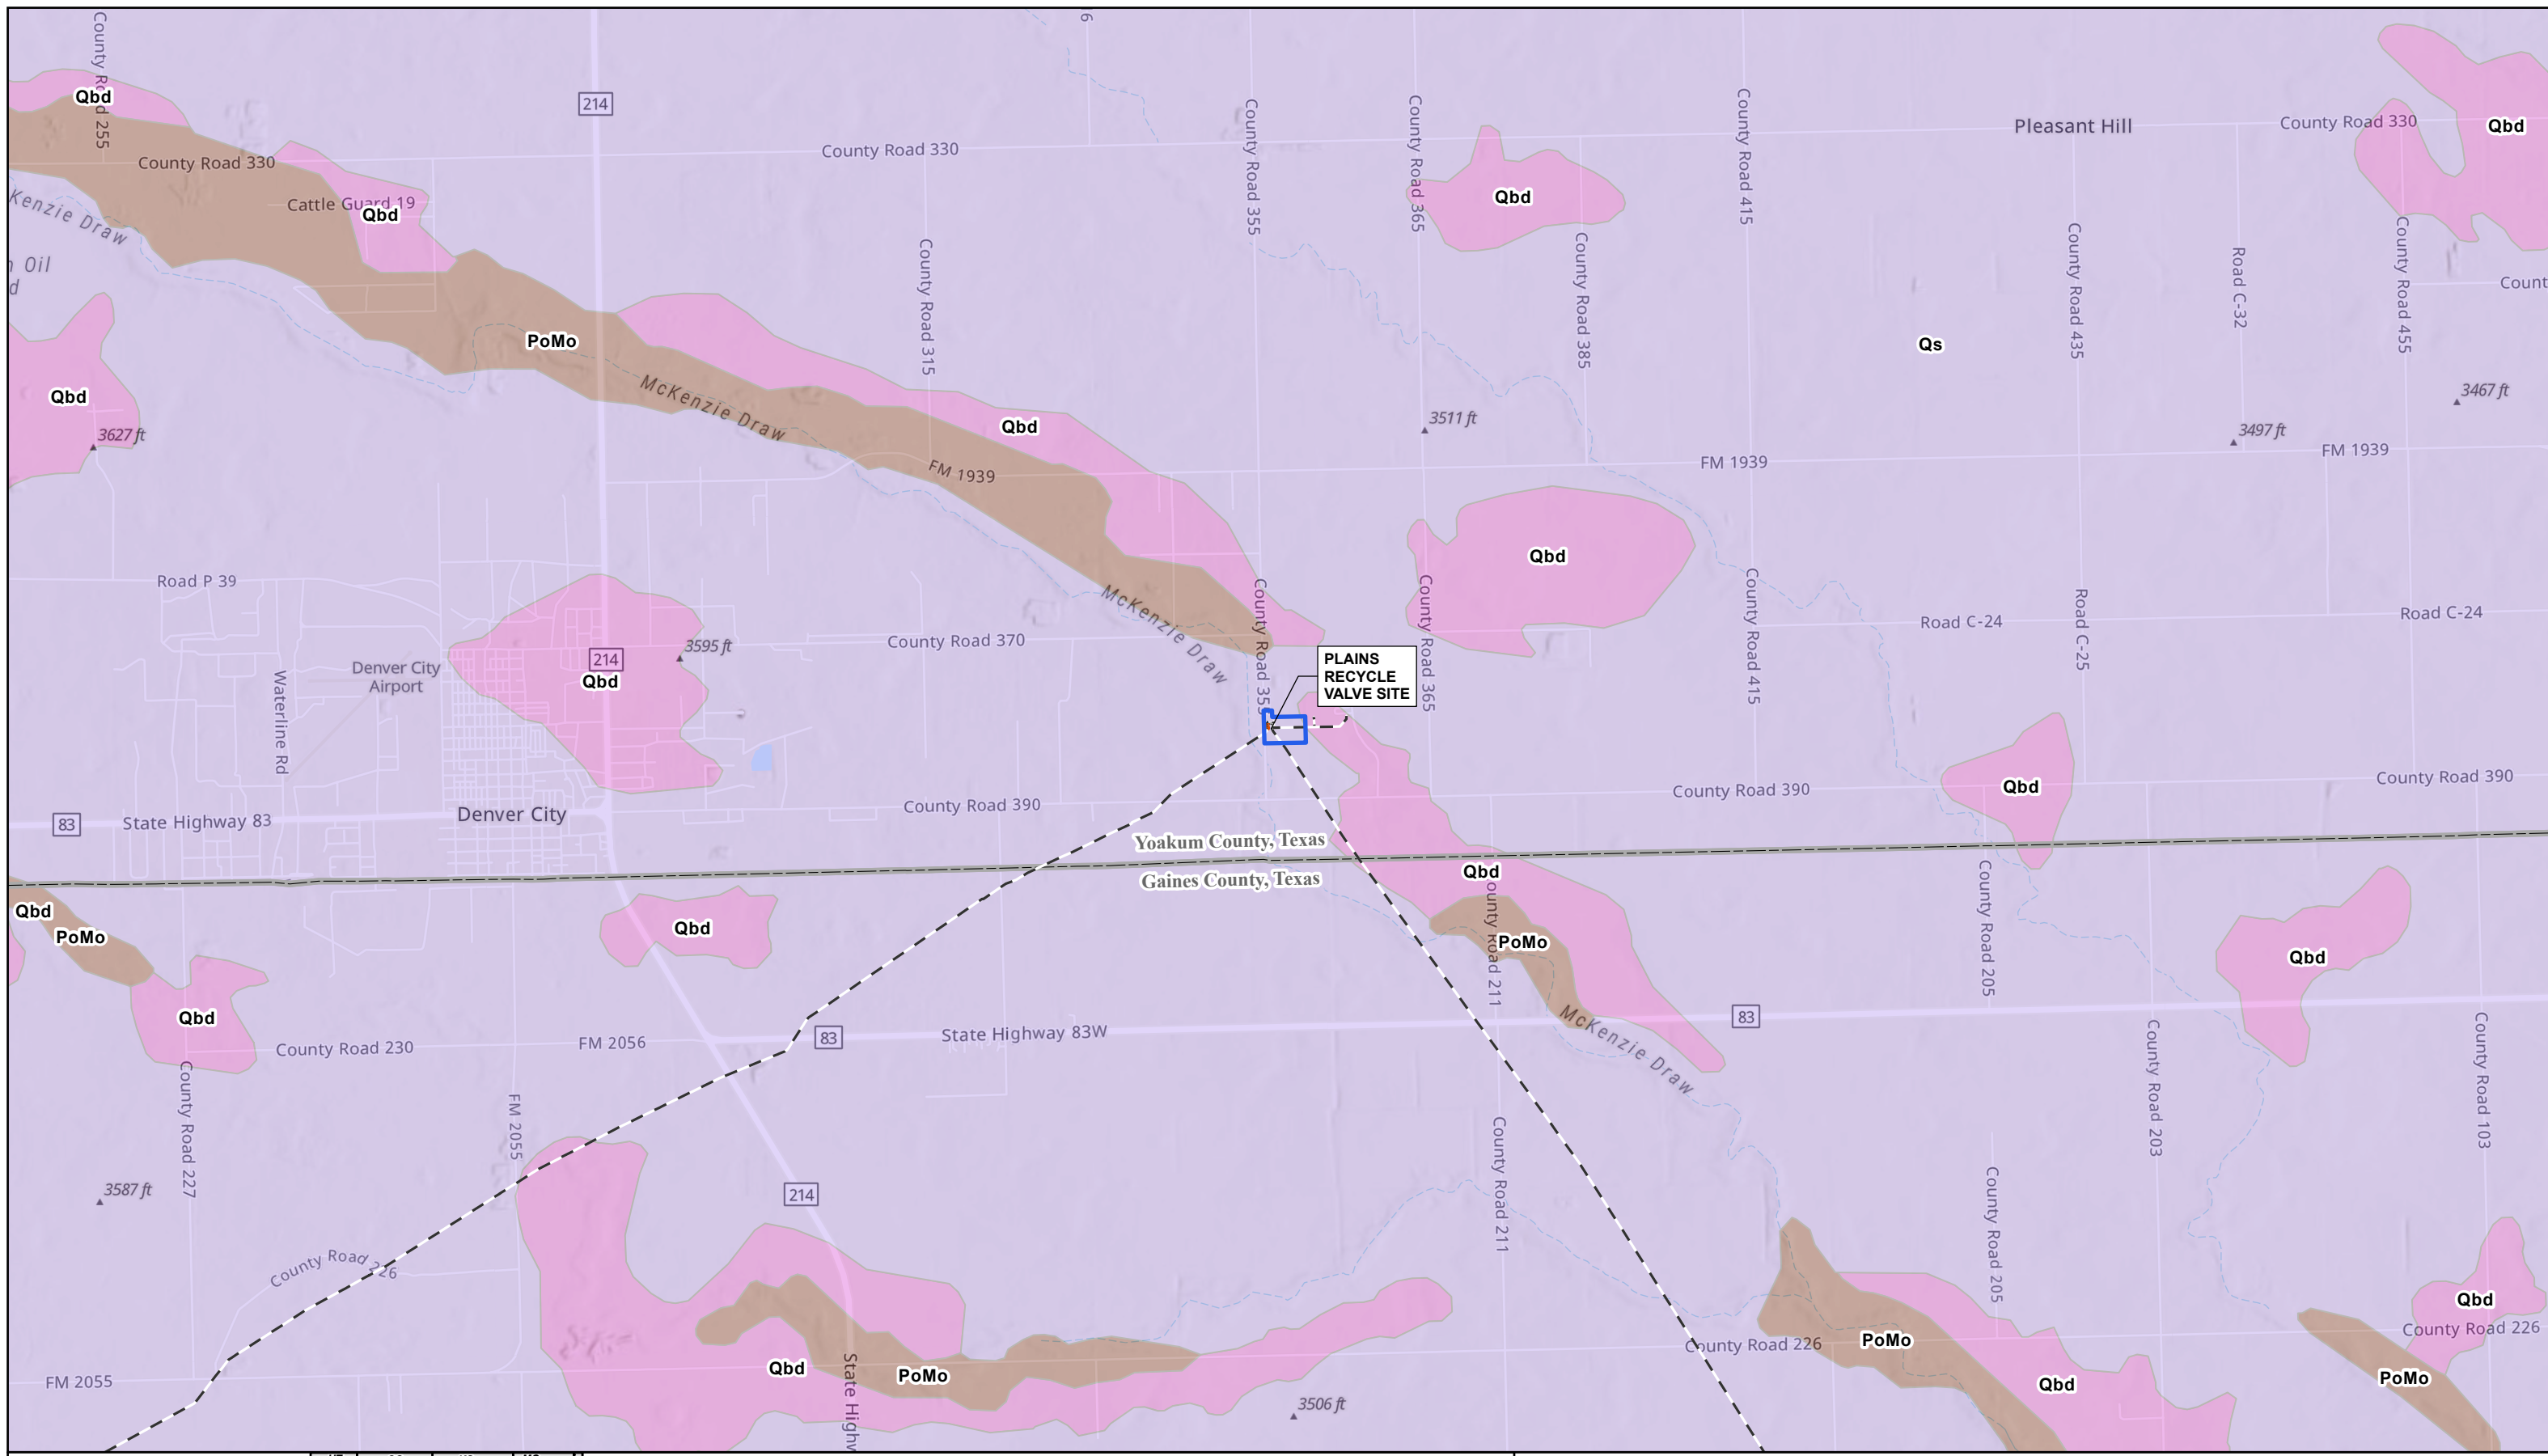 County Road 255
Qbd
214
6
County Road 355
County Road 365
County Road 415
Pleasant Hill
County Road 330
Qbd
County Road 330
County Road 330
Cattle Guard 19
Qbd
Qbd
Kenzie Draw
Oil
d
County Road 315
County Road 385
County Road 435
Road C-32
County Road 455
Count
PoMo
Qs
McKenzie Draw
Qbd
3467 ft
Qbd
3627 ft
3511 ft
3497 ft
FM 1939
FM 1939
FM 1939
Qbd
Road P 39
McKenzie Draw
County Road 355
County Road 365
County Road 415
Road C-25
Road C-24
Road C-24
214
Qbd
3595 ft
County Road 370
Denver City
Airport
Waterline Rd
PLAINS
RECYCLE
VALVE SITE
83
State Highway 83
Denver City
County Road 390
County Road 390
Qbd
County Road 390
Yoakum County, Texas
Gaines County, Texas
Qbd
Qbd
PoMo
Qbd
ounty Road 211
PoMo
County Road 205
Qbd
Qbd
County Road 230
FM 2056
83
State Highway 83W
McKenzie Draw
83
County Road 203
County Road 103
County Road 227
FM 2055
County Road 211
3587 ft
214
County Road 205
County Road 226
Qbd
County Road 226
PoMo
County Road 226
FM 2055
Qbd
State Highw
PoMo
3506 ft
Qbd
PoMo